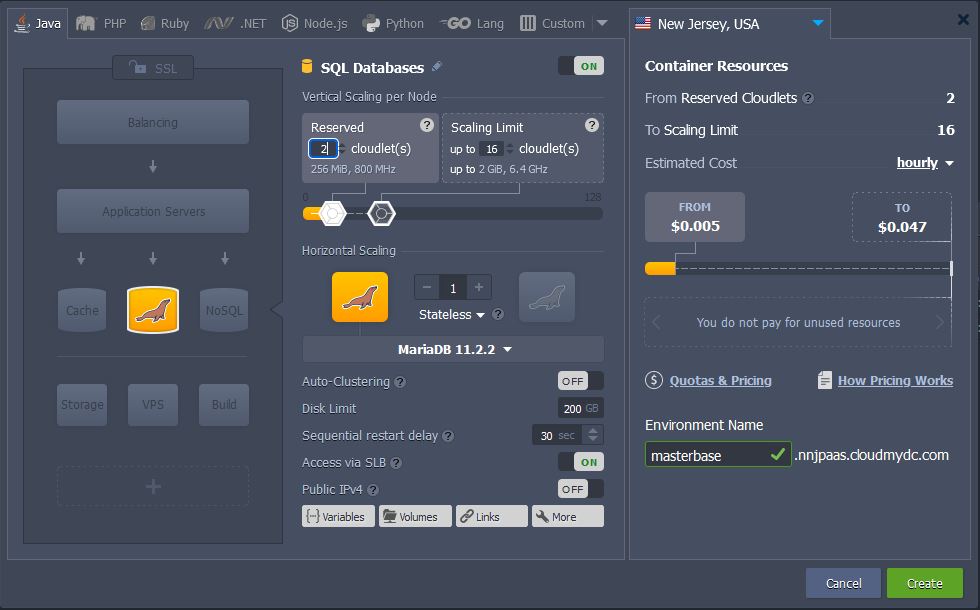 Java
PHP
Ruby
.NET
Node.js
Python
GO Lang
Custom
New Jersey, USA
SSL
Balancing
Application Servers
Cache
NoSQL
Storage
VPS
Build
SQL Databases
ON
Vertical Scaling per Node
Reserved ?
2 cloudlet(s)
256 MiB, 800 MHz
Scaling Limit ?
up to 16 cloudlet(s)
up to 2 GiB, 6.4 GHz
0 128
Horizontal Scaling
1
Stateless ?
MariaDB 11.2.2
Auto-Clustering ? OFF
Disk Limit 200 GB
Sequential restart delay ? 30 sec
Access via SLB ? ON
Public IPv4 ? OFF
Variables
Volumes
Links
More
Container Resources
From Reserved Cloudlets ? 2
To Scaling Limit 16
Estimated Cost hourly
FROM
$0.005
TO
$0.047
You do not pay for unused resources
$ Quotas & Pricing
How Pricing Works
Environment Name
masterbase .nnjpaas.cloudmydc.com
Cancel
Create